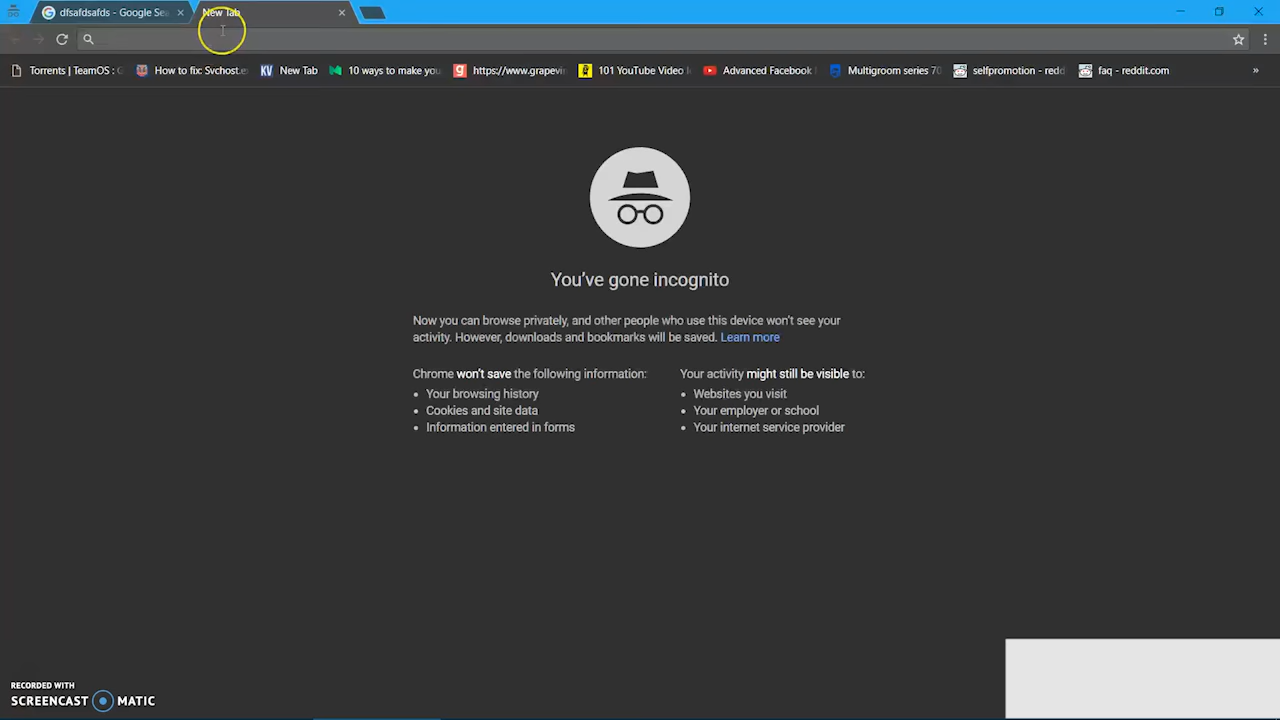 dfsafdsafds - Google Sea
New Tab
Torrents | TeamOS : G
How to fix: Svchost.e
KV New Tab
10 ways to make you
https://www.grapevin
101 YouTube Video I
Advanced Facebook
Multigroom series 70
selfpromotion - redd
faq - reddit.com
»
You've gone incognito
Now you can browse privately, and other people who use this device won't see your
activity. However, downloads and bookmarks will be saved. Learn more
Chrome won't save the following information:
• Your browsing history
• Cookies and site data
• Information entered in forms
Your activity might still be visible to:
• Websites you visit
• Your employer or school
• Your internet service provider
RECORDED WITH
SCREENCAST MATIC